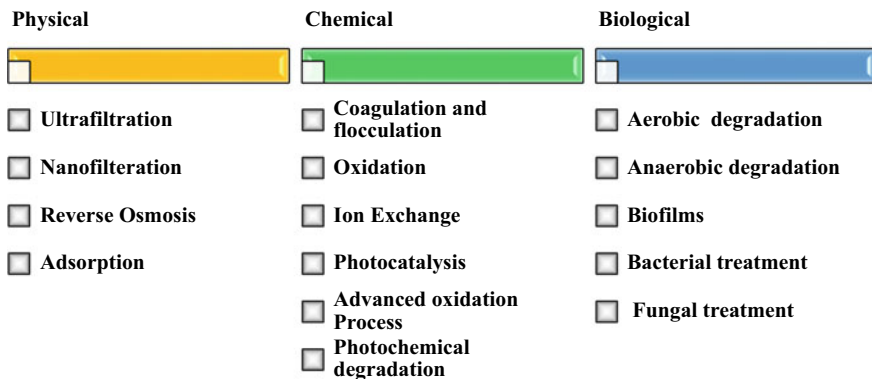 Physical
Ultrafiltration
Nanofilteration
Reverse Osmosis
Adsorption
Chemical
Coagulation and
flocculation
Oxidation
Ion Exchange
Photocatalysis
Advanced oxidation
Process
Photochemical
degradation
Biological
Aerobic degradation
Anaerobic degradation
Biofilms
Bacterial treatment
Fungal treatment